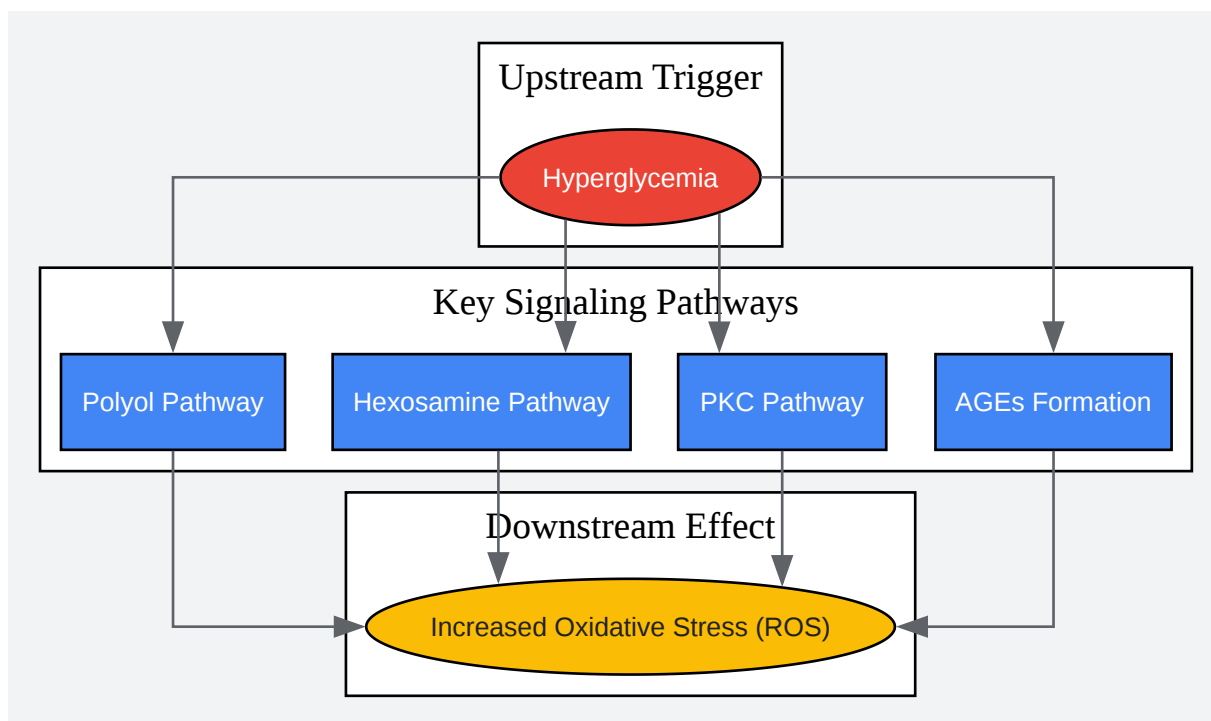 Upstream Trigger
Hyperglycemia
Key Signaling Pathways
Polyol Pathway
Hexosamine Pathway
PKC Pathway
AGEs Formation
Downstream Effect
Increased Oxidative Stress (ROS)